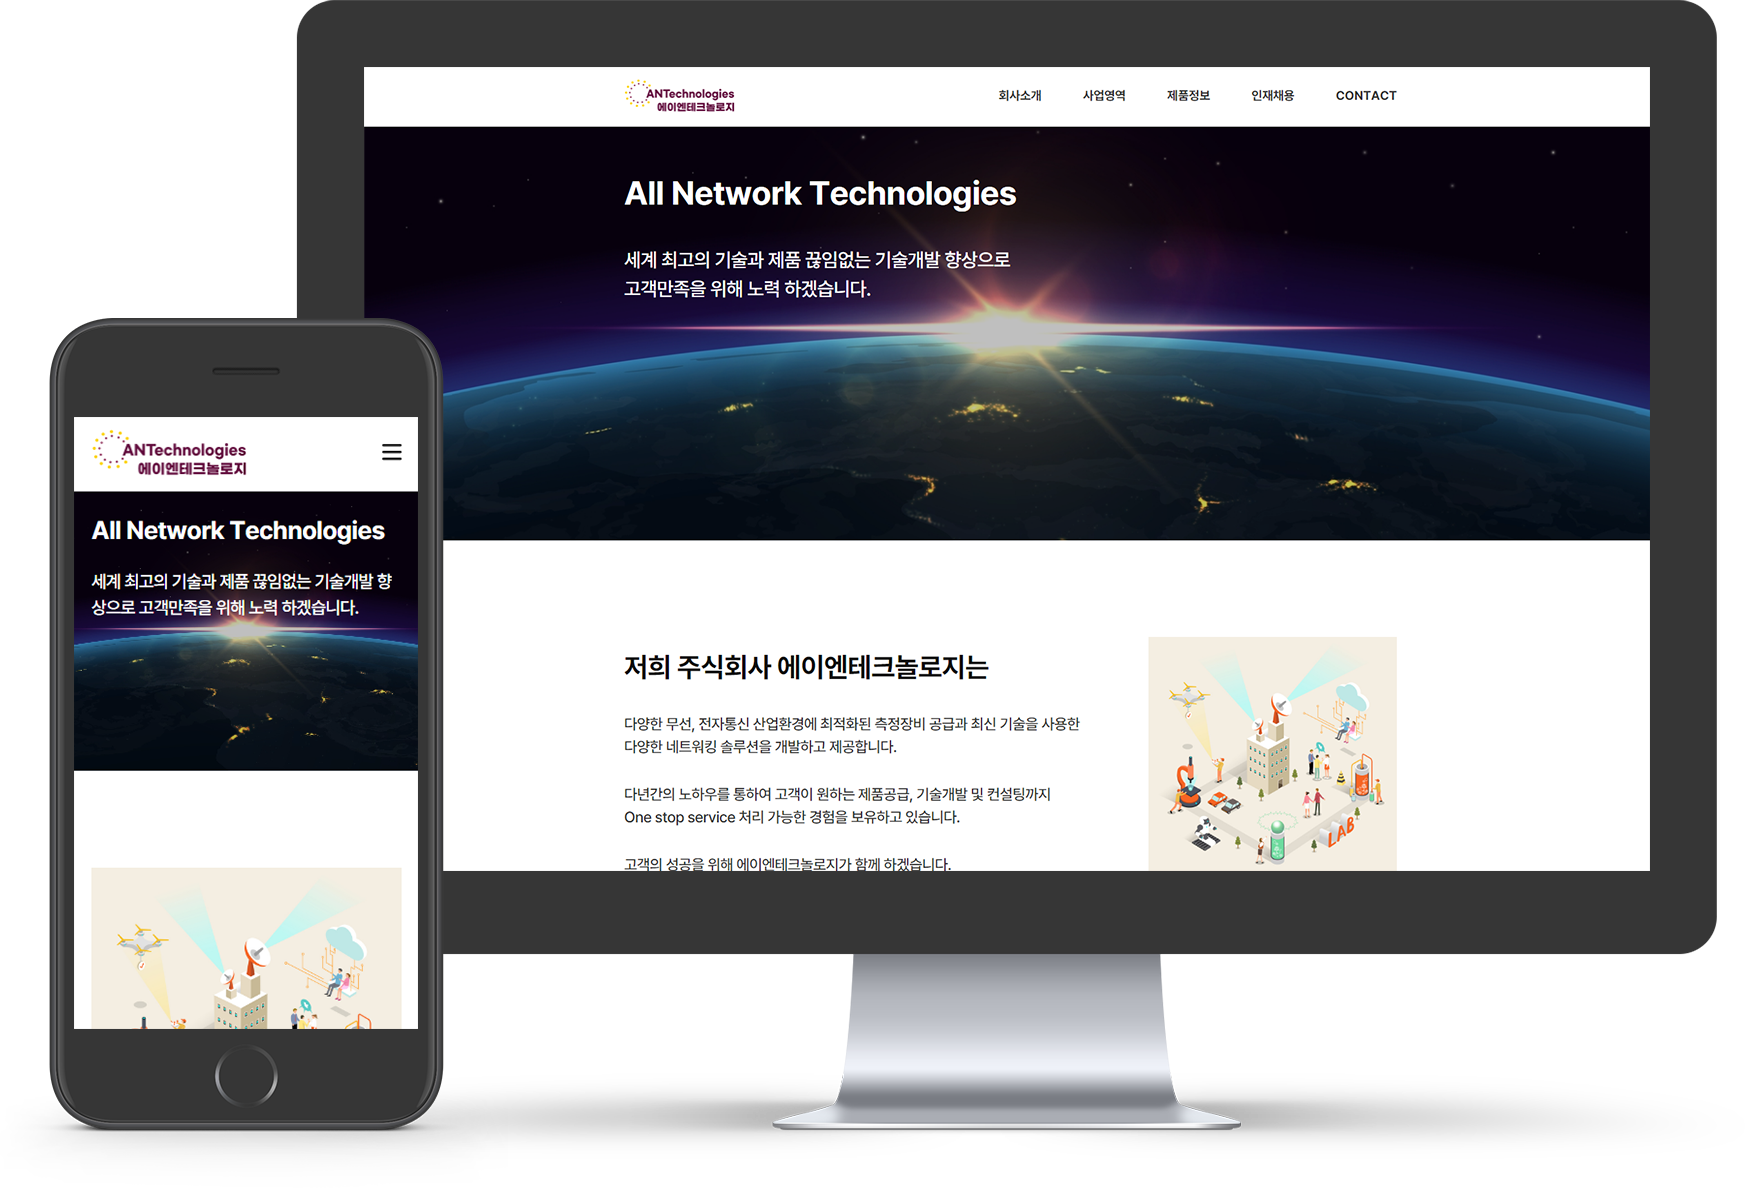 ANTechnologies
에이엔테크놀로지
회사소개 사업영역 제품정보 인재채용 CONTACT
All Network Technologies
세계 최고의 기술과 제품 끊임없는 기술개발 향상으로
고객만족을 위해 노력 하겠습니다.
저희 주식회사 에이엔테크놀로지는
다양한 무선, 전자통신 산업환경에 최적화된 측정장비 공급과 최신 기술을 사용한
다양한 네트워킹 솔루션을 개발하고 제공합니다.
다년간의 노하우를 통하여 고객이 원하는 제품공급, 기술개발 및 컨설팅까지
One stop service 처리 가능한 경험을 보유하고 있습니다.
고객의 성공을 위해 에이엔테크놀로지가 함께 하겠습니다.
LAB
ANTechnologies
에이엔테크놀로지
All Network Technologies
세계 최고의 기술과 제품 끊임없는 기술개발 향
상으로 고객만족을 위해 노력 하겠습니다.